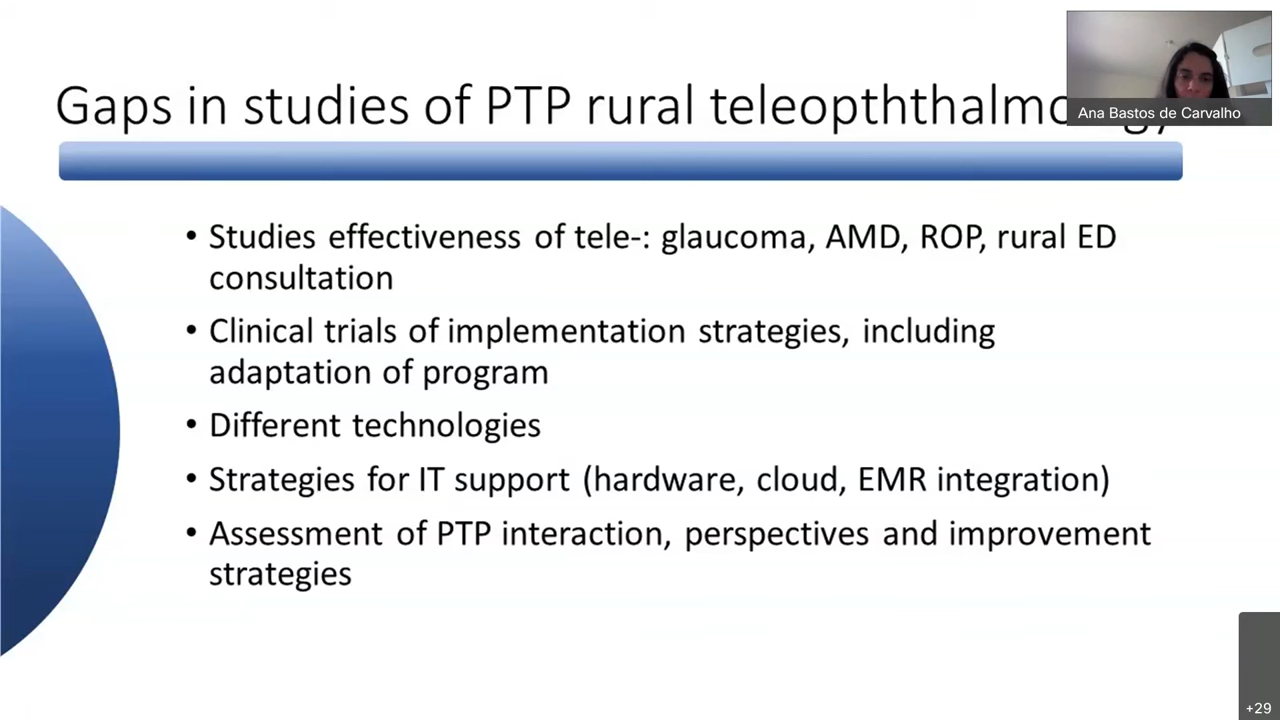 Gaps in studies of PTP rural
Ana Bastos de Carvalho
• Studies effectiveness of tele-: glaucoma, AMD, ROP, rural ED
consultation
• Clinical trials of implementation strategies, including
adaptation of program
• Different technologies
• Strategies for IT support (hardware, cloud, EMR integration)
• Assessment of PTP interaction, perspectives and improvement
strategies
+29